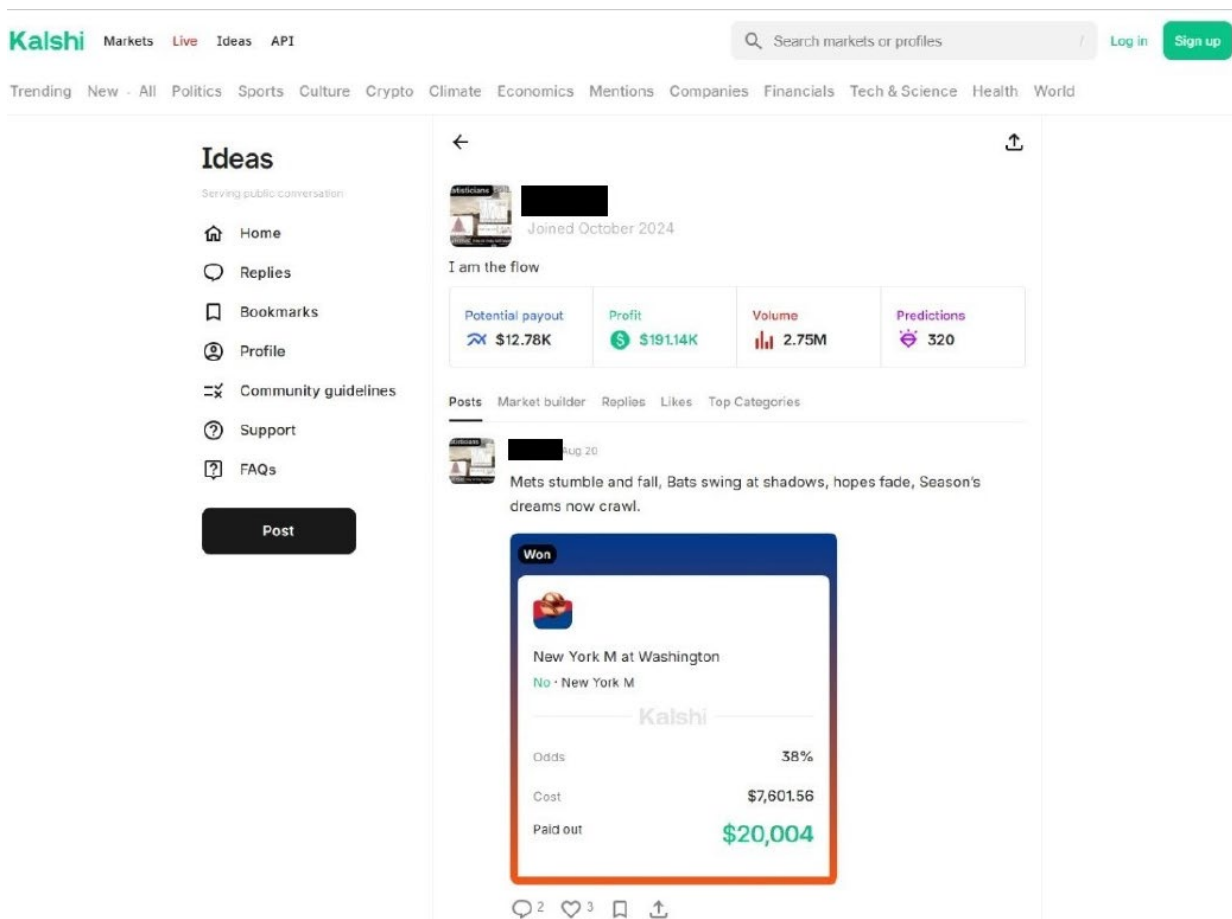 Kalshi Markets Live Ideas API Search markets or profiles / Log in Sign up
Trending New · All Politics Sports Culture Crypto Climate Economics Mentions Companies Financials Tech & Science Health World
Ideas
Serving public conversation
Home
Replies
Bookmarks
Profile
Community guidelines
Support
FAQs
Post
atisticians
Joined October 2024
I am the flow
Potential payout Profit Volume Predictions
$12.78K $191.14K 2.75M 320
Posts Market builder Replies Likes Top Categories
Aug 20
Mets stumble and fall, Bats swing at shadows, hopes fade, Season's
dreams now crawl.
Won
New York M at Washington
No · New York M
Kalshi
Odds 38%
Cost $7,601.56
Paid out $20,004
2 3